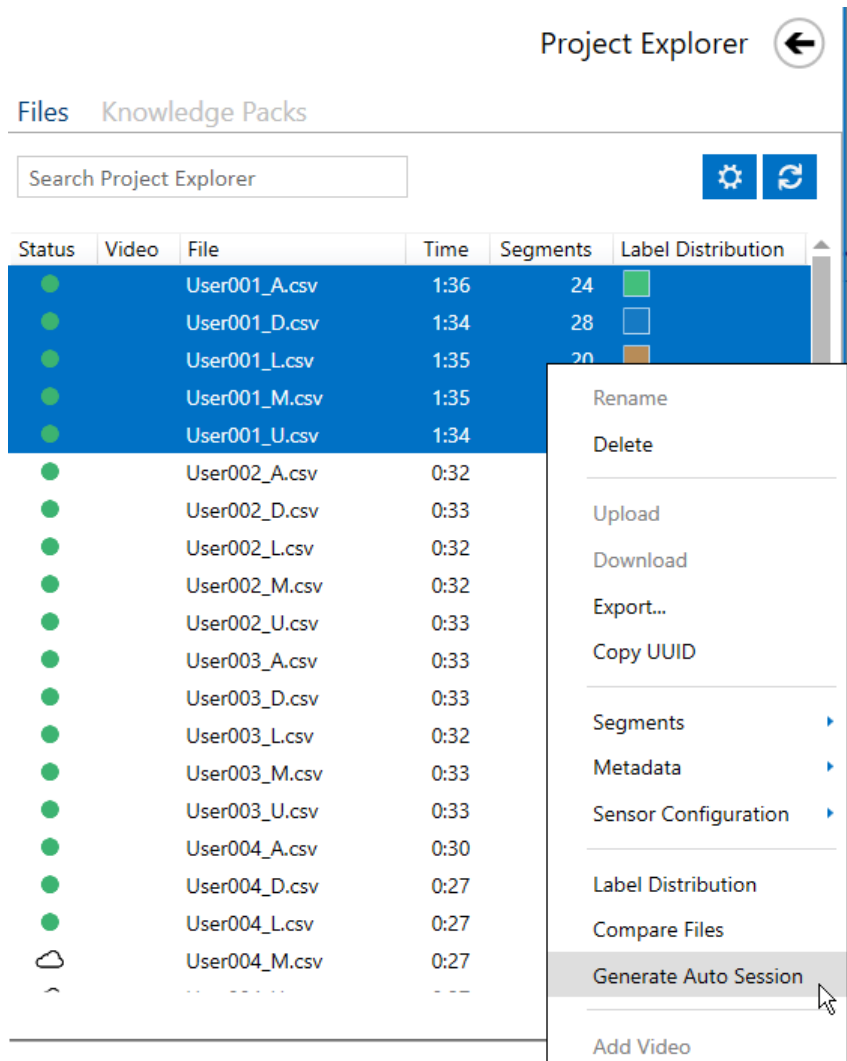 Project Explorer
Files Knowledge Packs
Search Project Explorer
Status Video File Time Segments Label Distribution
User001_A.csv 1:36 24
User001_D.csv 1:34 28
User001_L.csv 1:35 20
User001_M.csv 1:35
User001_U.csv 1:34
User002_A.csv 0:32
User002_D.csv 0:33
User002_L.csv 0:32
User002_M.csv 0:32
User002_U.csv 0:33
User003_A.csv 0:33
User003_D.csv 0:33
User003_L.csv 0:32
User003_M.csv 0:33
User003_U.csv 0:33
User004_A.csv 0:30
User004_D.csv 0:27
User004_L.csv 0:27
User004_M.csv 0:27
Rename
Delete
Upload
Download
Export...
Copy UUID
Segments
Metadata
Sensor Configuration
Label Distribution
Compare Files
Generate Auto Session
Add Video